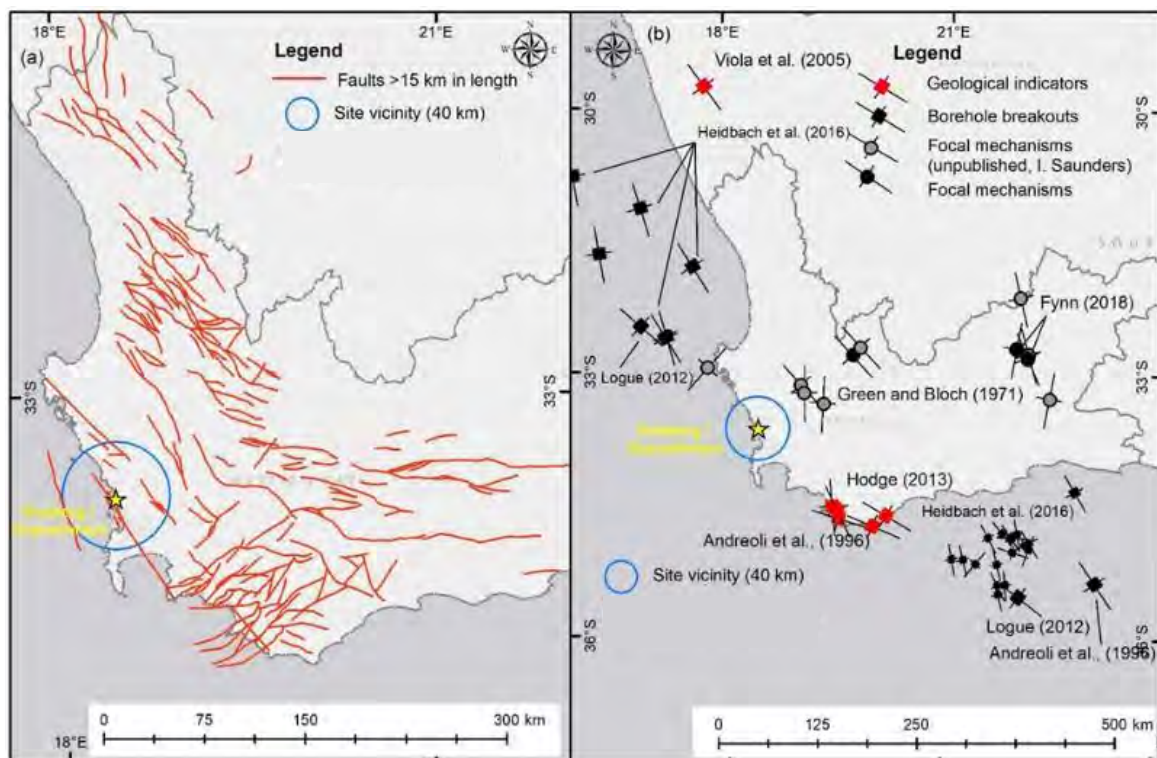 (a)
18°E
21°E
Legend
Faults >15 km in length
Site vicinity (40 km)
N
W
E
S
33°S
33°S
36°S
0 75 150 300 km
18°E
(b)
18°E
21°E
N
W
E
S
Legend
Viola et al. (2005)
Geological indicators
Borehole breakouts
Heidbach et al. (2016)
Focal mechanisms
(unpublished, I. Saunders)
Focal mechanisms
30°S
30°S
Fynn (2018)
33°S
33°S
Logue (2012)
Green and Bloch (1971)
Hodge (2013)
Heidbach et al.
(2016)
Andreoli et al., (1996)
Site vicinity (40 km)
Logue (2012)
Andreoli et al., (1996)
36°S
0 125 250 500 km